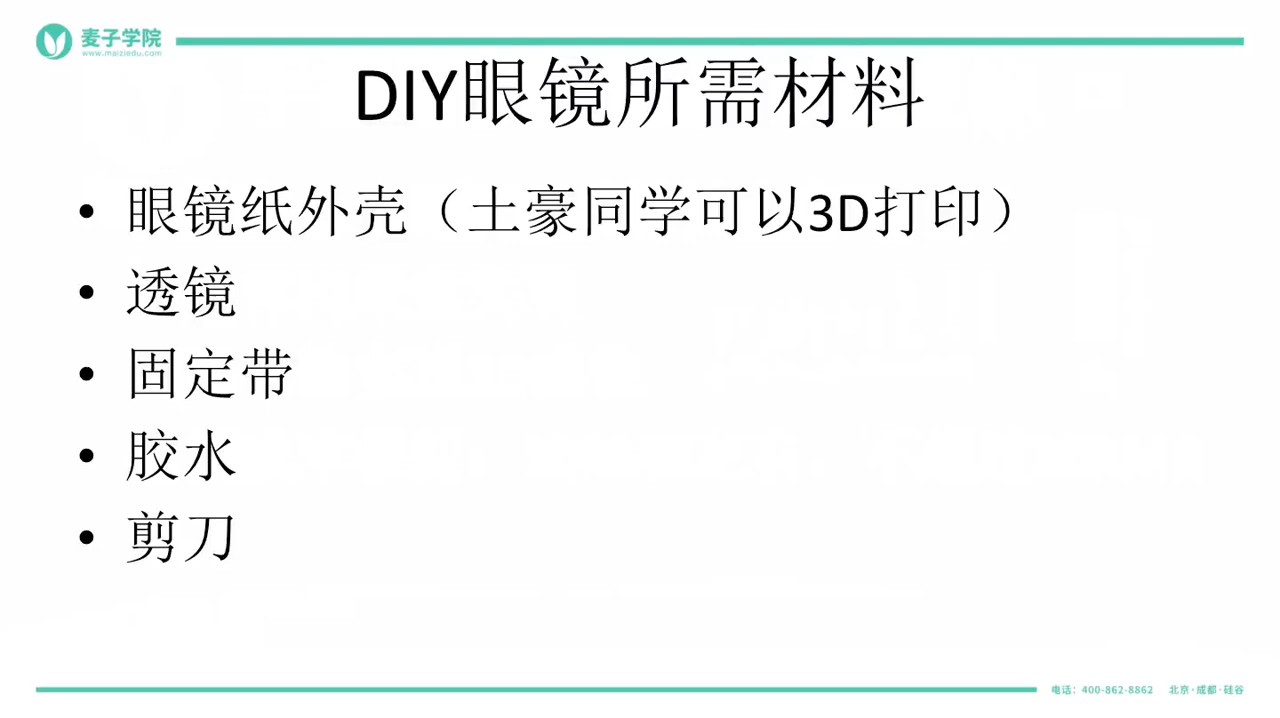 麦子学院
www.maiziedu.com
DIY眼镜所需材料
• 眼镜纸外壳（土豪同学可以3D打印）
• 透镜
• 固定带
• 胶水
• 剪刀
电话：400-862-8862 北京·成都·硅谷